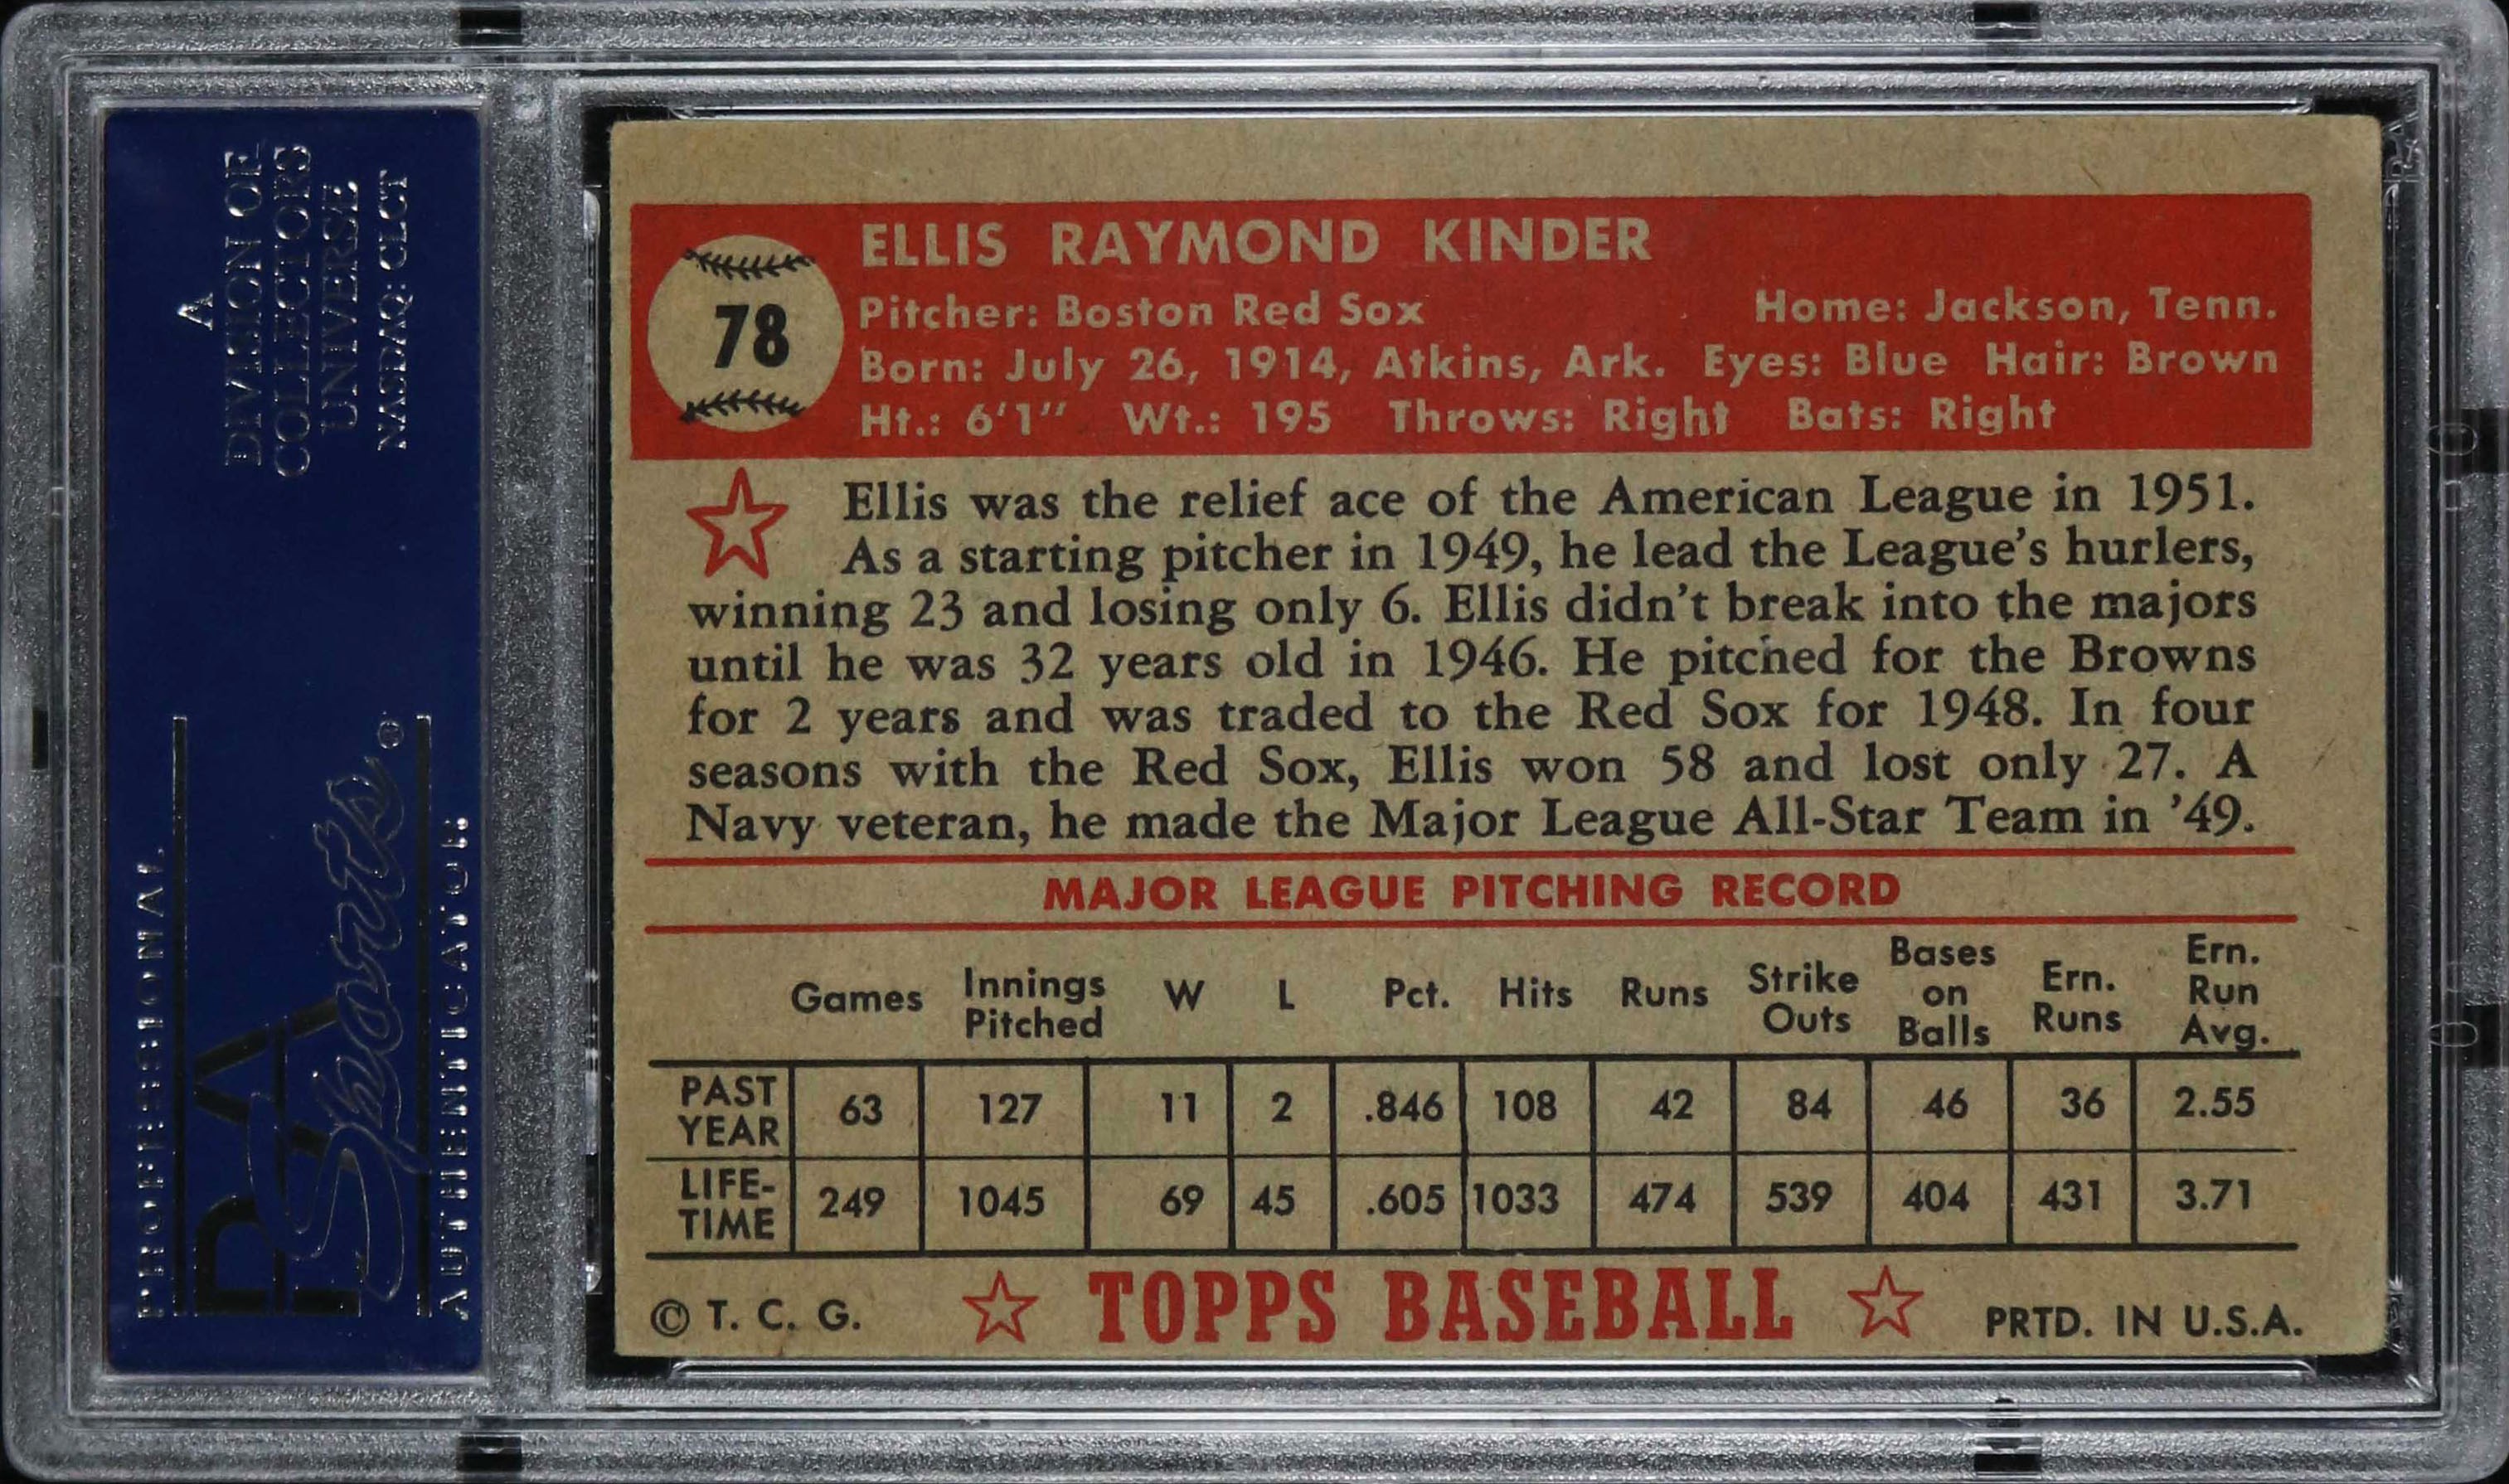 A
DIVISION OF
COLLECTORS
UNIVERSE
NASDAQ: CLCT
PROFESSIONAL
PSA
Sports®
AUTHENTICATOR
78
ELLIS RAYMOND KINDER
Pitcher: Boston Red Sox Home: Jackson, Tenn.
Born: July 26, 1914, Atkins, Ark. Eyes: Blue Hair: Brown
Ht.: 6'1" Wt.: 195 Throws: Right Bats: Right
Ellis was the relief ace of the American League in 1951.
As a starting pitcher in 1949, he lead the League's hurlers,
winning 23 and losing only 6. Ellis didn't break into the majors
until he was 32 years old in 1946. He pitched for the Browns
for 2 years and was traded to the Red Sox for 1948. In four
seasons with the Red Sox, Ellis won 58 and lost only 27. A
Navy veteran, he made the Major League All-Star Team in '49.
MAJOR LEAGUE PITCHING RECORD
Games Innings Pitched W L Pct. Hits Runs Strike Outs Bases on Balls Ern. Runs Ern. Run Avg.
PAST YEAR 63 127 11 2 .846 108 42 84 46 36 2.55
LIFE-TIME 249 1045 69 45 .605 1033 474 539 404 431 3.71
© T. C. G. TOPPS BASEBALL PRTD. IN U.S.A.